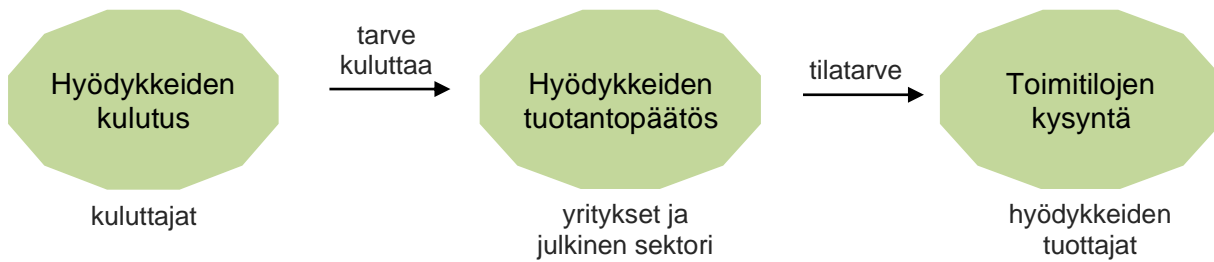 Hyödykkeiden
kulutus
kuluttajat
tarve
kuluttaa
Hyödykkeiden
tuotantopäätös
yritykset ja
julkinen sektori
tilatarve
Toimitilojen
kysyntä
hyödykkeiden
tuottajat